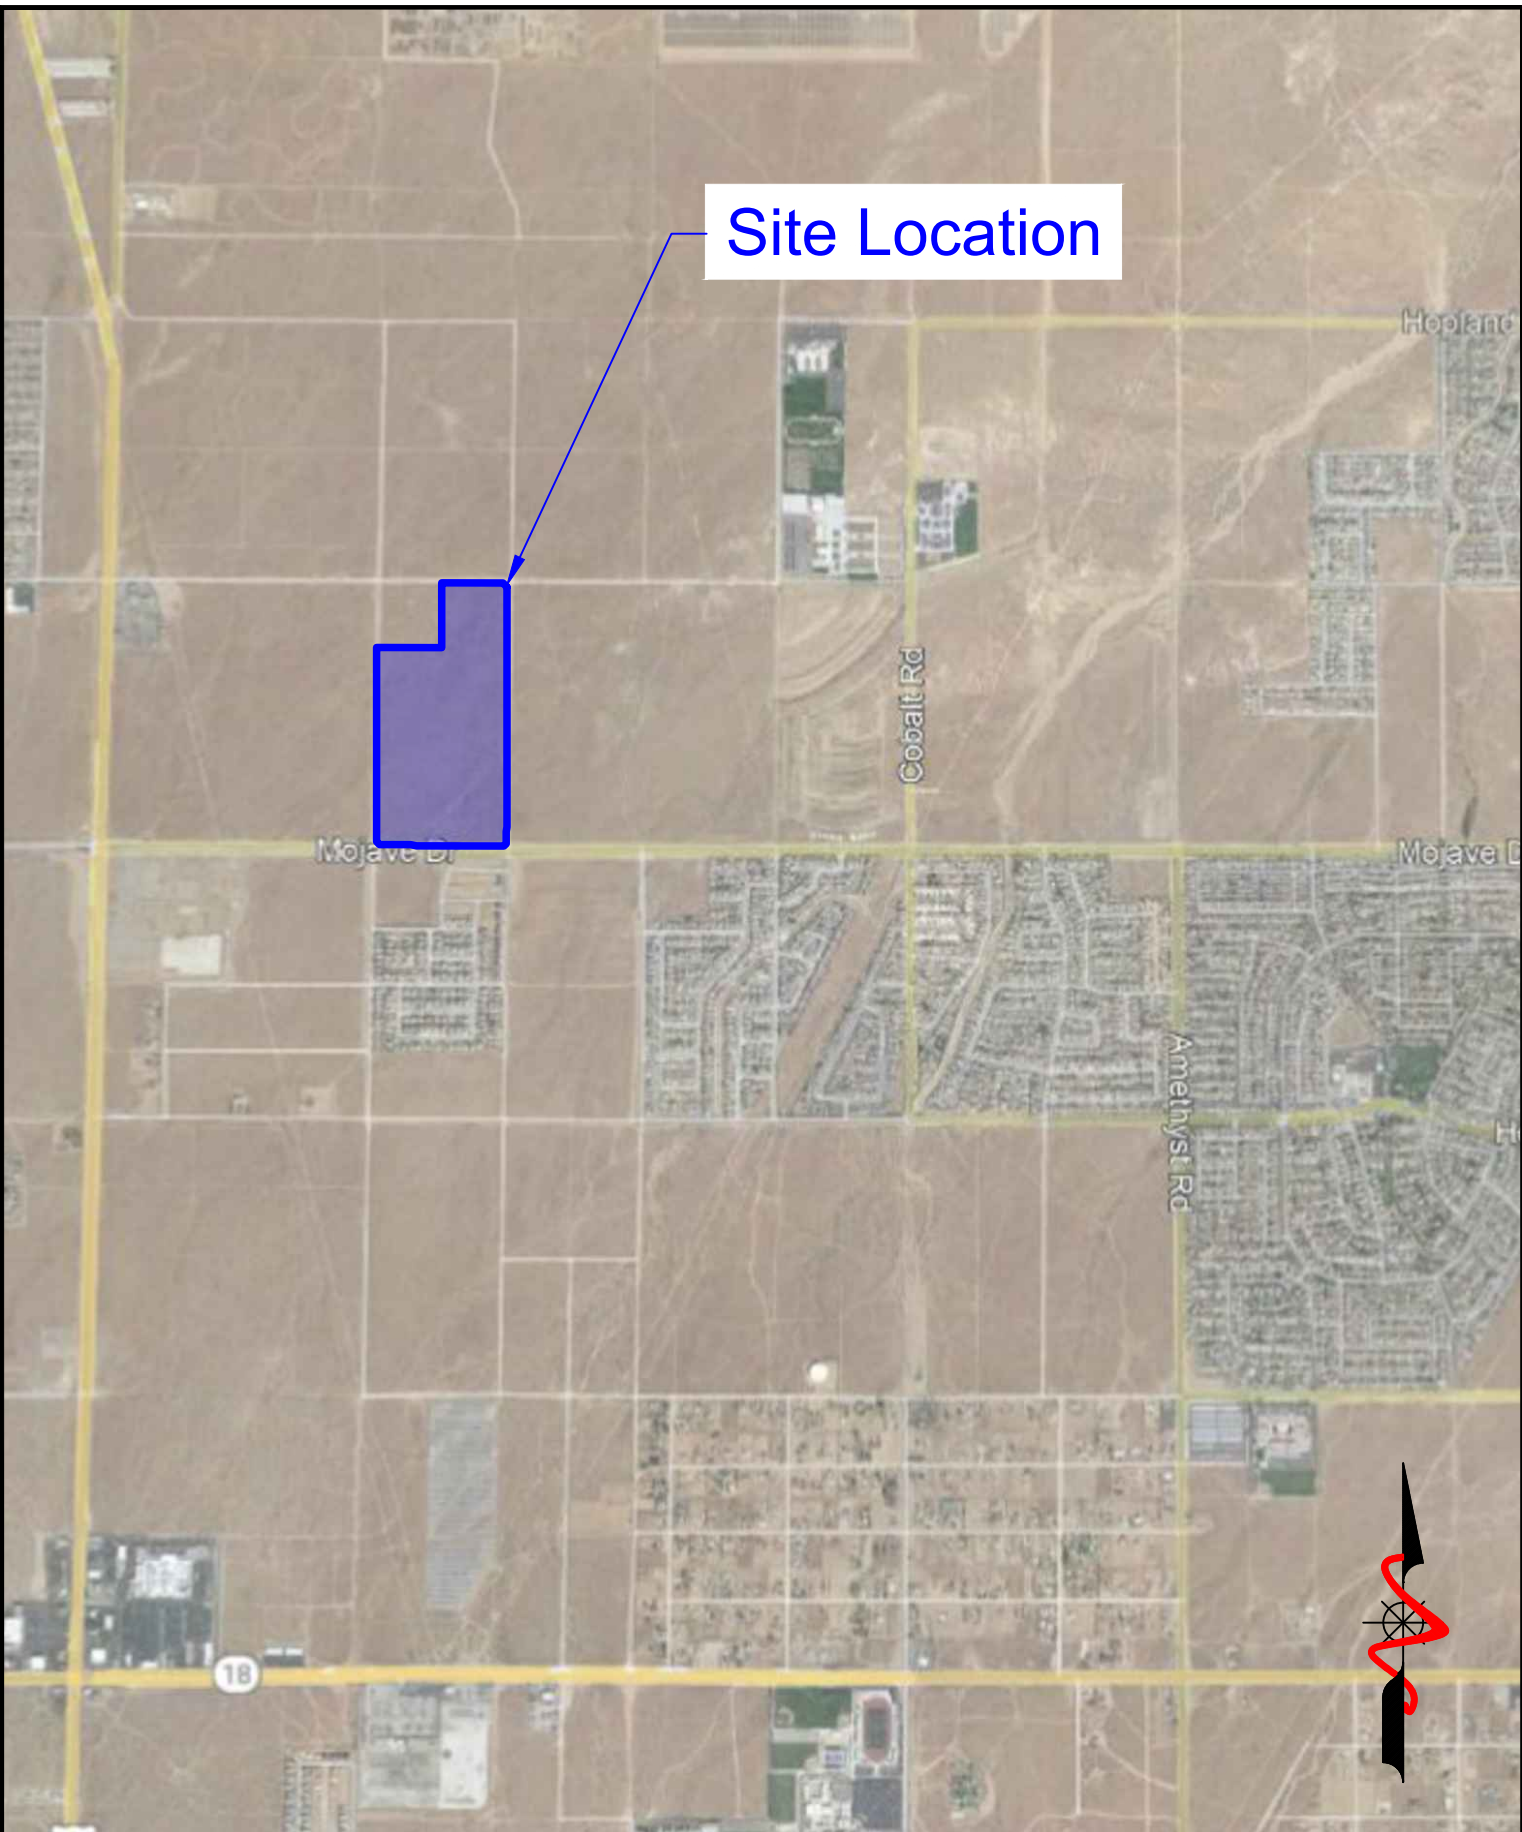 Site Location
Hopland
Cobalt Rd
Mojave Dr
Mojave D
Amethyst Rd
H
18